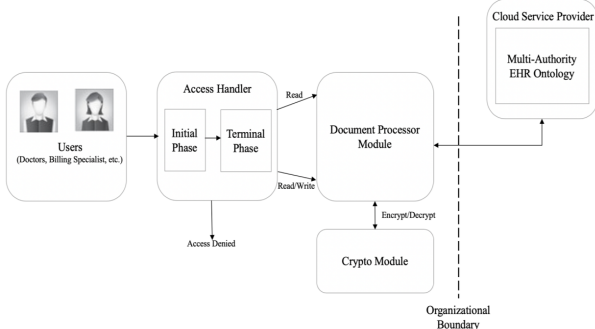 Cloud Service Provider
Multi-Authority
EHR Ontology
Users
(Doctors, Billing Specialist, etc.)
Access Handler
Initial
Phase
Terminal
Phase
Read
Read/Write
Access Denied
Document Processor
Module
Encrypt/Decrypt
Crypto Module
Organizational
Boundary